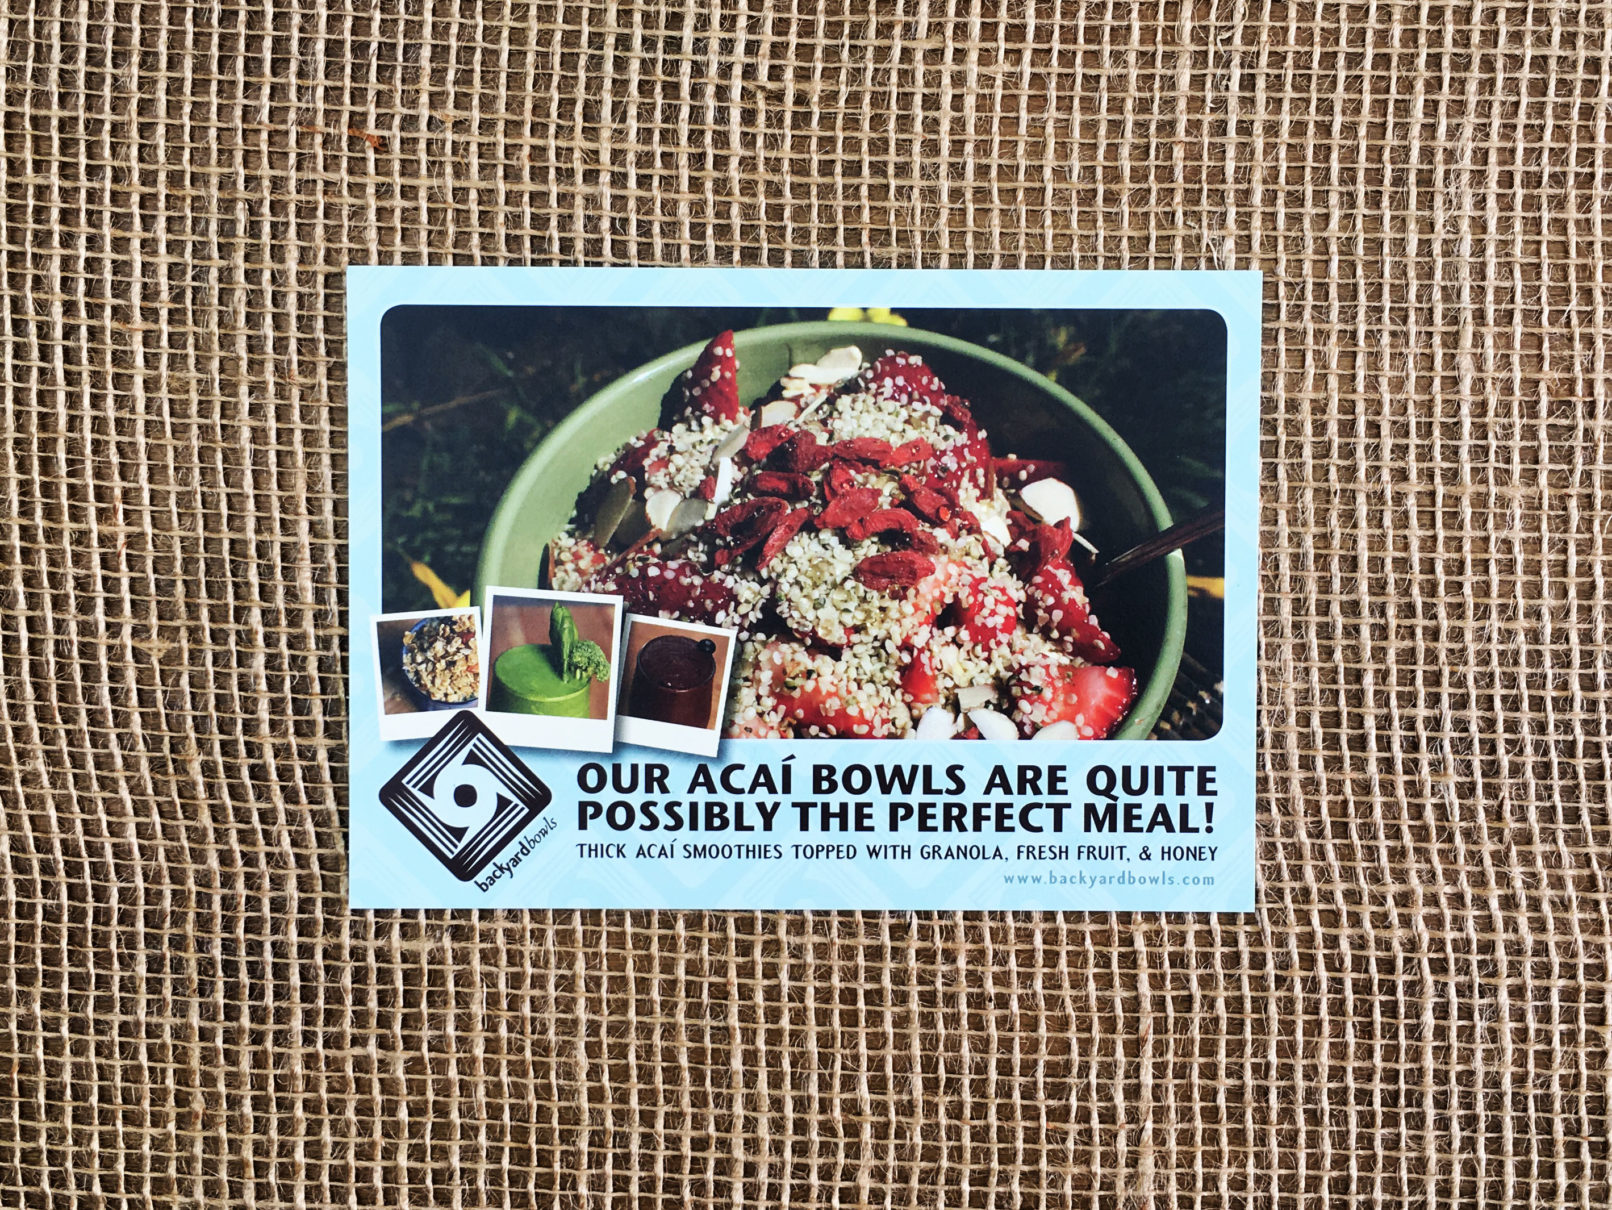 OUR ACAÍ BOWLS ARE QUITE
POSSIBLY THE PERFECT MEAL!
THICK ACAÍ SMOOTHIES TOPPED WITH GRANOLA, FRESH FRUIT, & HONEY
www.backyardbowls.com
backyardbowls